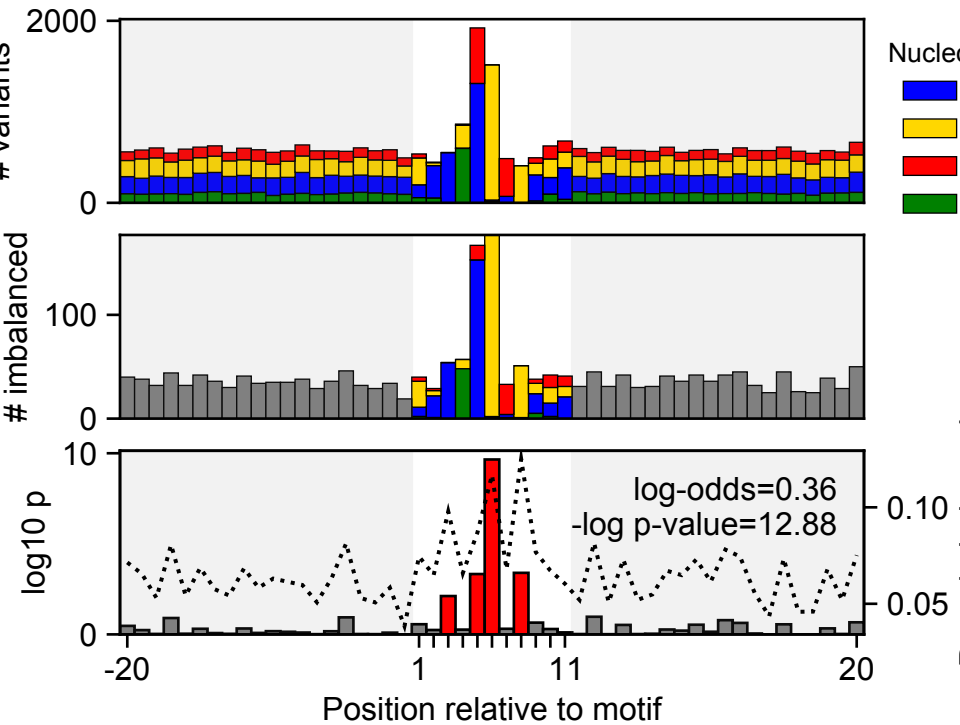 2000
# variants
0
Nucleo
100
# imbalanced
0
10
log10 p
0
log-odds=0.36
-log p-value=12.88
0.10
0.05
-20
1
11
20
Position relative to motif